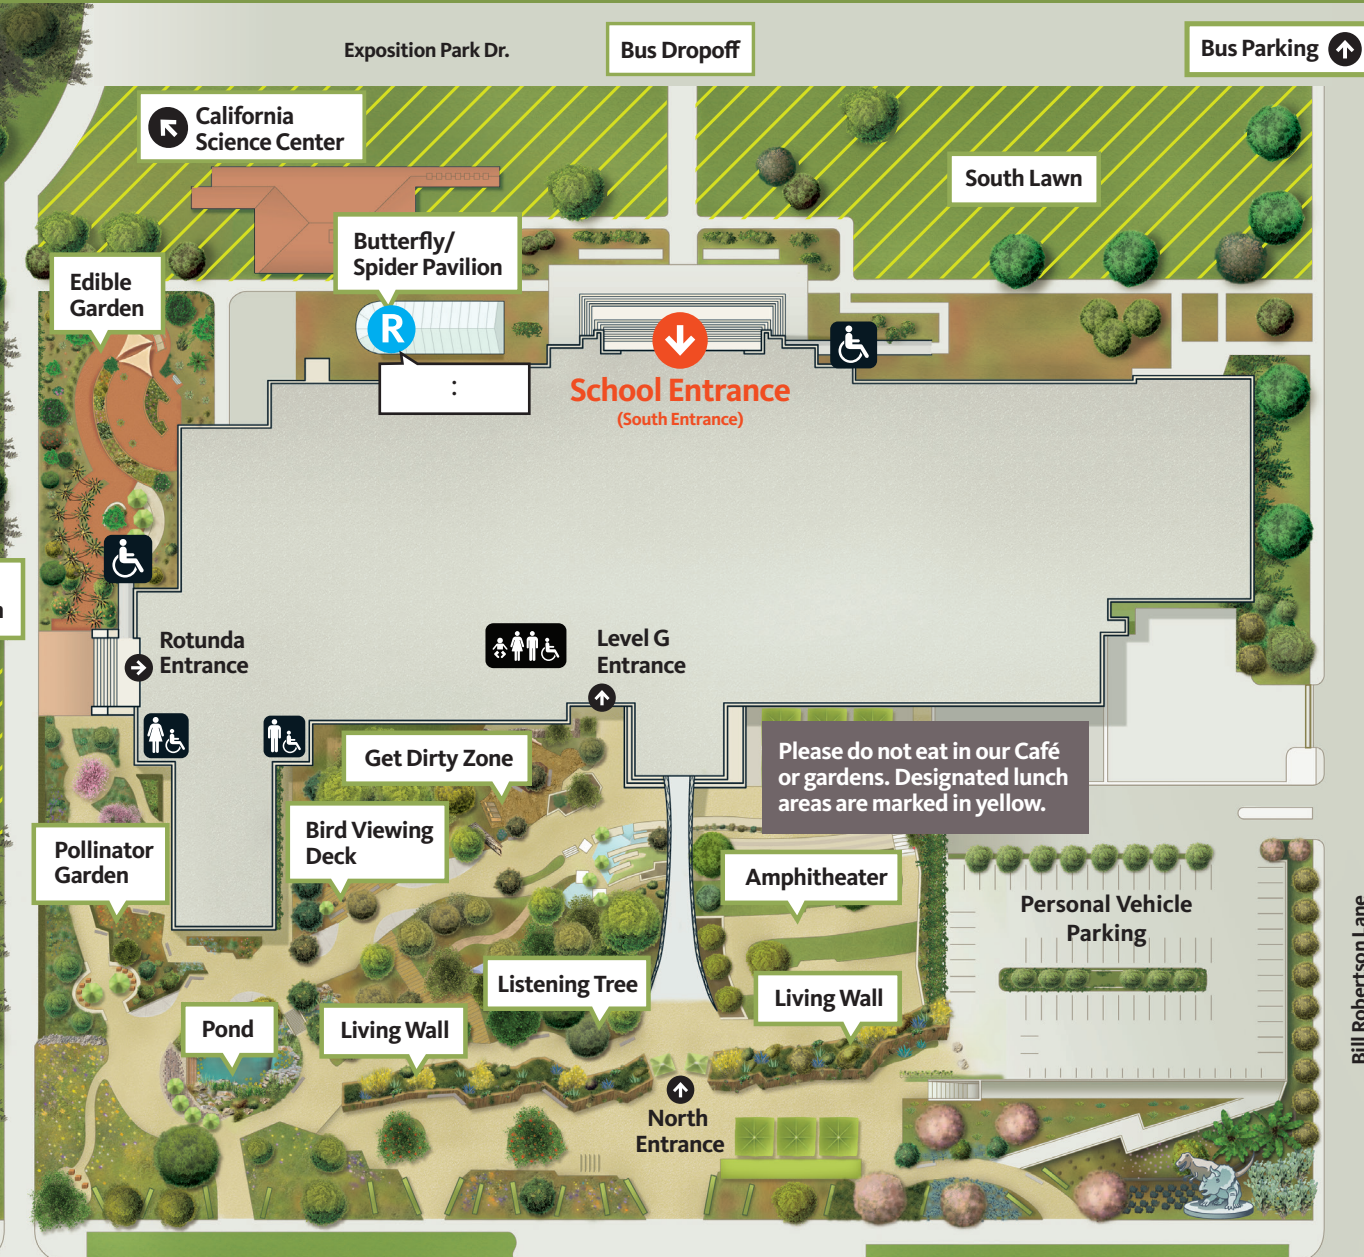 Exposition Park Dr.
Bus Dropoff
Bus Parking
California
Science Center
South Lawn
Butterfly/
Spider Pavilion
Edible
Garden
R
:
School Entrance
(South Entrance)
Rotunda
Entrance
Level G
Entrance
Get Dirty Zone
Please do not eat in our Café
or gardens. Designated lunch
areas are marked in yellow.
Bird Viewing
Deck
Pollinator
Garden
Amphitheater
Personal Vehicle
Parking
Listening Tree
Living Wall
Pond
Living Wall
North
Entrance
Bill Robertson Lane